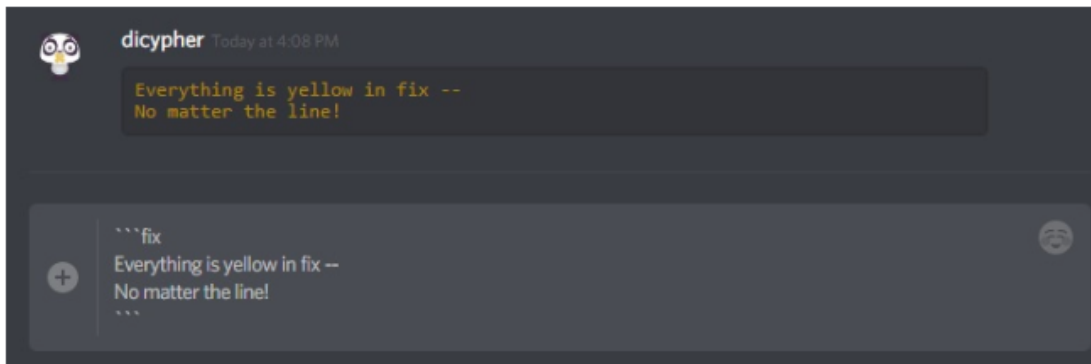 dicypher Today at 4:08 PM
Everything is yellow in fix --
No matter the line!
```fix
Everything is yellow in fix --
No matter the line!
```